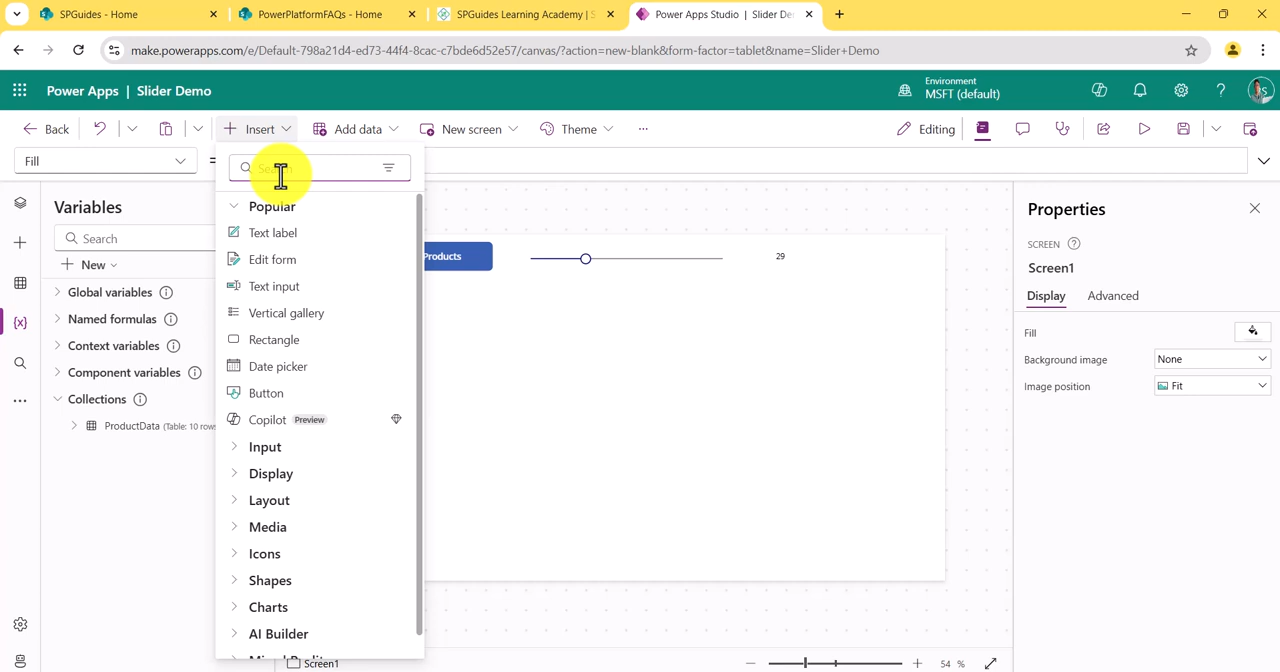 SPGuides - Home
PowerPlatformFAQs - Home
SPGuides Learning Academy | S
Power Apps Studio | Slider De
make.powerapps.com/e/Default-798a21d4-ed73-44f4-8cac-c7bde6d52e57/canvas/?action=new-blank&form-factor=tablet&name=Slider+Demo
Power Apps | Slider Demo
Environment
MSFT (default)
Back
Insert
Add data
New screen
Theme
Editing
Fill
=
Search
Variables
Search
New
Global variables
Named formulas
Context variables
Component variables
Collections
ProductData (Table: 10 rows
Popular
Text label
Edit form
Text input
Vertical gallery
Rectangle
Date picker
Button
Copilot Preview
Input
Display
Layout
Media
Icons
Shapes
Charts
AI Builder
Products
29
Properties
SCREEN
Screen1
Display Advanced
Fill
Background image None
Image position Fit
Screen1
54 %